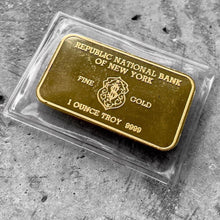 REPUBLIC NATIONAL BANK
OF NEW YORK
FINE GOLD
1 OUNCE TROY 9999